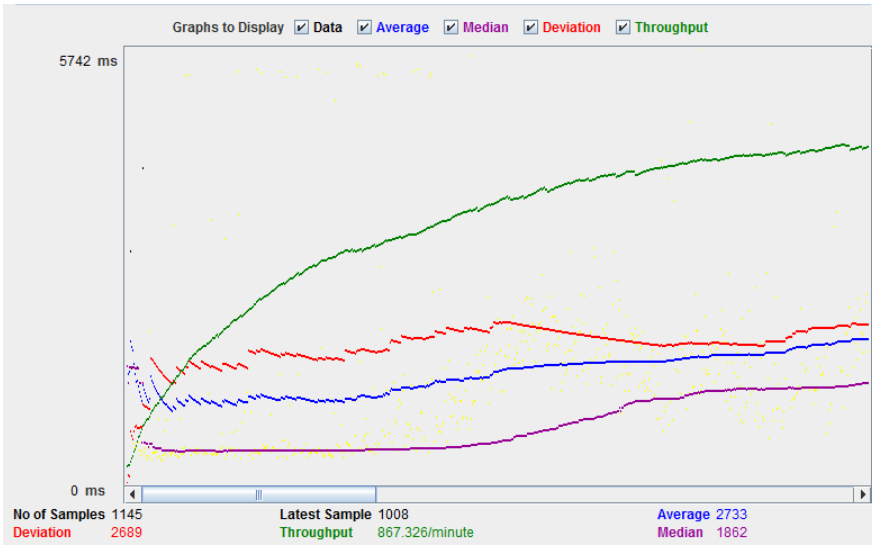 Graphs to Display Data Average Median Deviation Throughput
5742 ms
0 ms
No of Samples 1145 Latest Sample 1008 Average 2733
Deviation 2689 Throughput 867.326/minute Median 1862